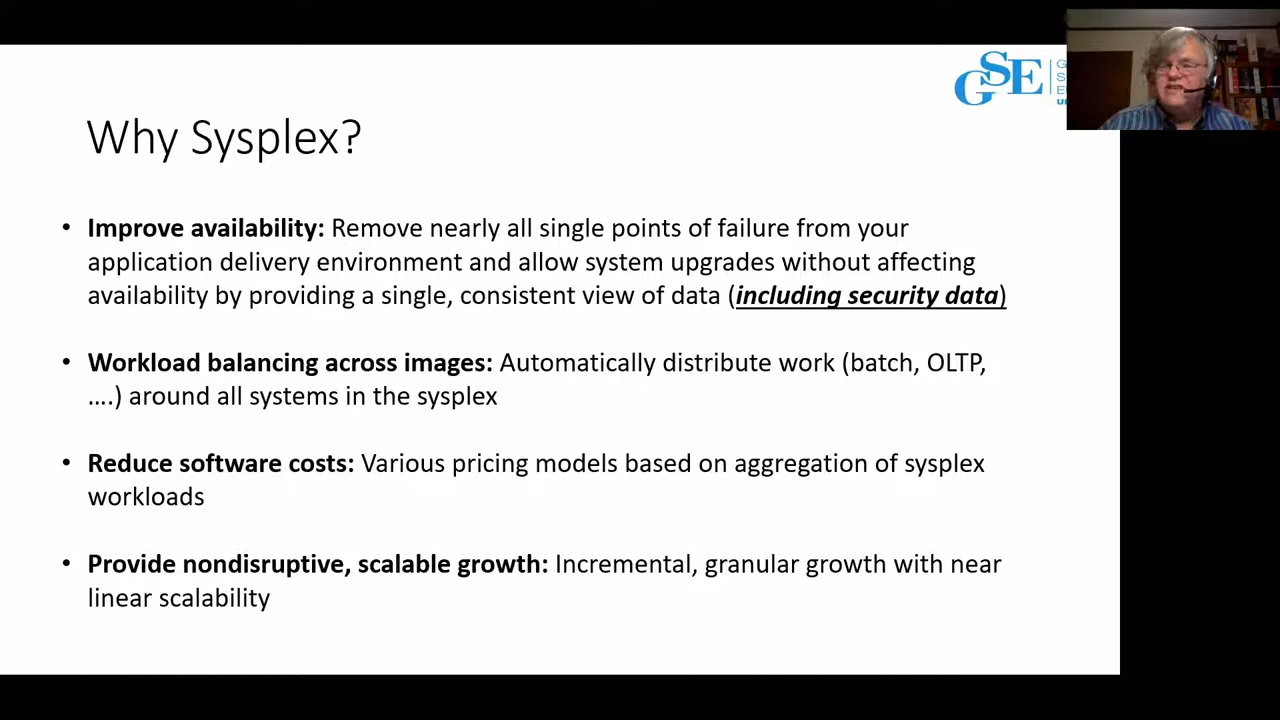 GSE
Why Sysplex?
• Improve availability: Remove nearly all single points of failure from your
application delivery environment and allow system upgrades without affecting
availability by providing a single, consistent view of data (including security data)
• Workload balancing across images: Automatically distribute work (batch, OLTP,
….) around all systems in the sysplex
• Reduce software costs: Various pricing models based on aggregation of sysplex
workloads
• Provide nondisruptive, scalable growth: Incremental, granular growth with near
linear scalability